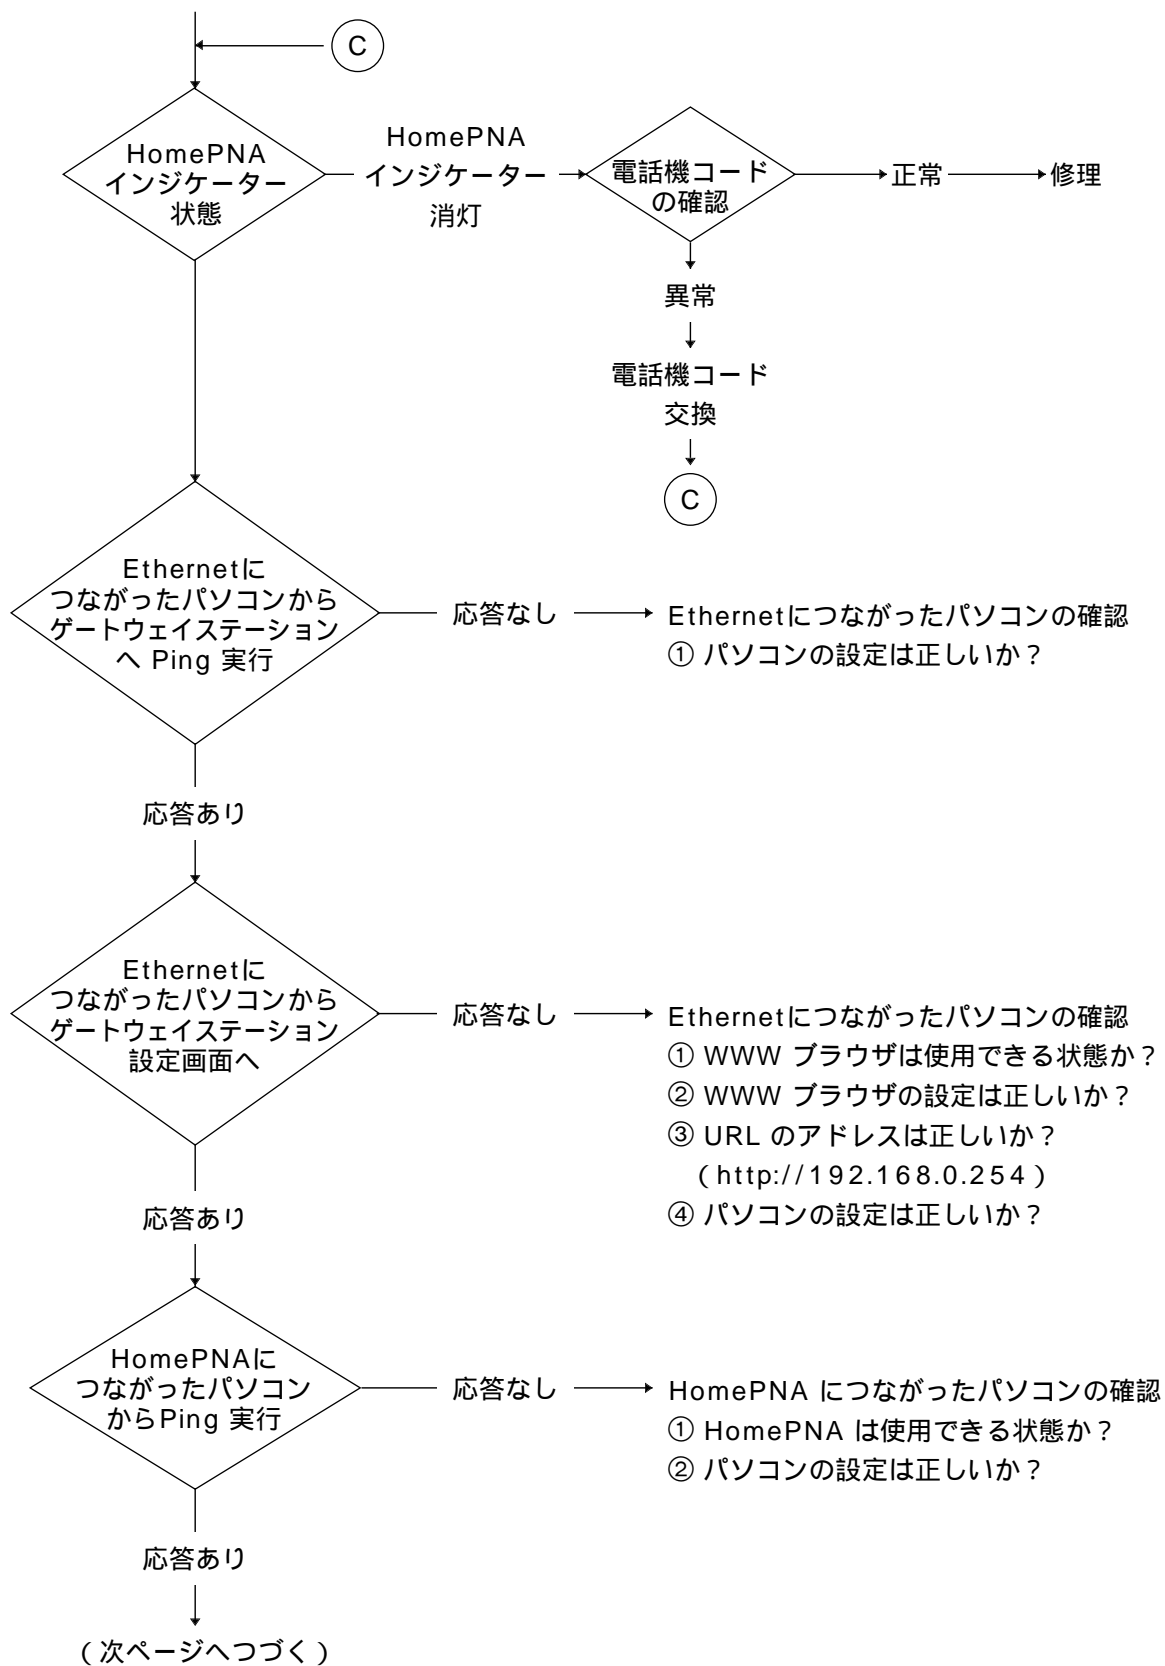 C
HomePNA
インジケーター
状態
HomePNA
インジケーター
消灯
電話機コード
の確認
正常
修理
異常
電話機コード
交換
C
Ethernetに
つながったパソコンから
ゲートウェイステーション
へ Ping 実行
応答なし
Ethernetにつながったパソコンの確認
① パソコンの設定は正しいか？
応答あり
Ethernetに
つながったパソコンから
ゲートウェイステーション
設定画面へ
応答なし
Ethernetにつながったパソコンの確認
① WWW ブラウザは使用できる状態か？
② WWW ブラウザの設定は正しいか？
③ URL のアドレスは正しいか？
（http://192.168.0.254）
④ パソコンの設定は正しいか？
応答あり
HomePNAに
つながったパソコン
からPing 実行
応答なし
HomePNA につながったパソコンの確認
① HomePNA は使用できる状態か？
② パソコンの設定は正しいか？
応答あり
（次ページへつづく）